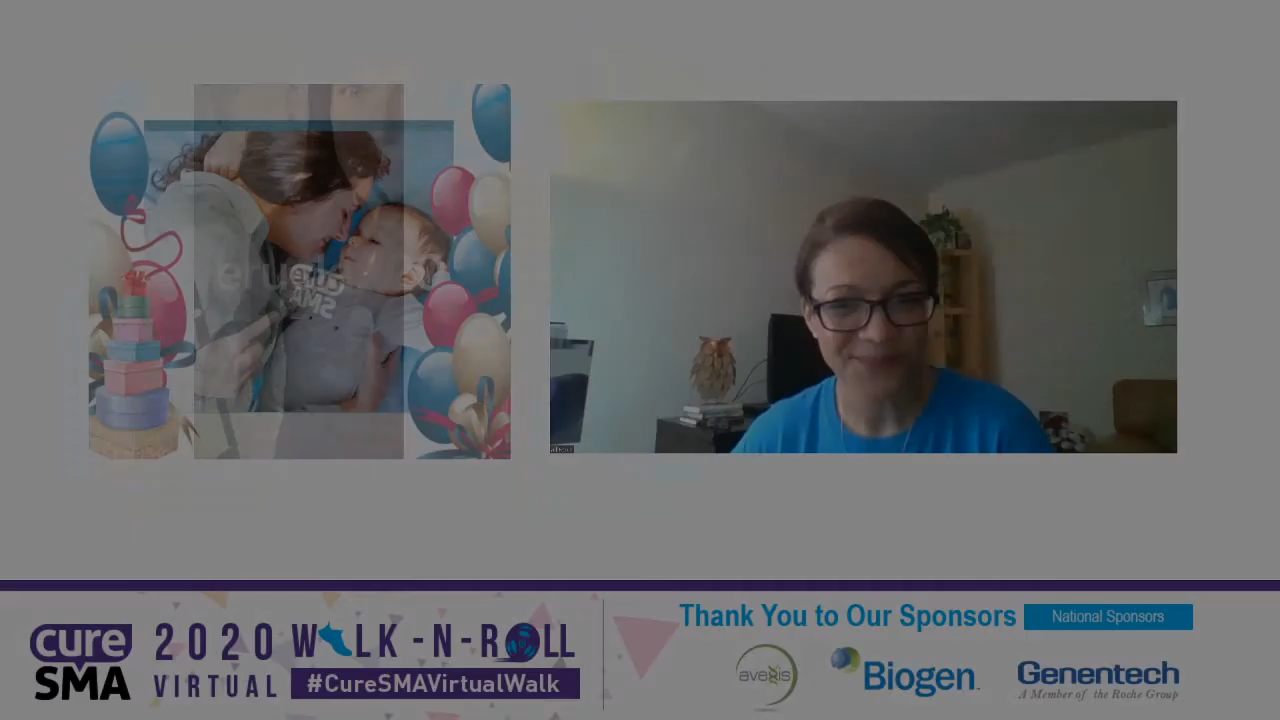 cure
SMA
2020 WALK-N-ROLL
VIRTUAL
#CureSMAVirtualWalk
Thank You to Our Sponsors
National Sponsors
avexis
Biogen
Genentech
A Member of the Roche Group